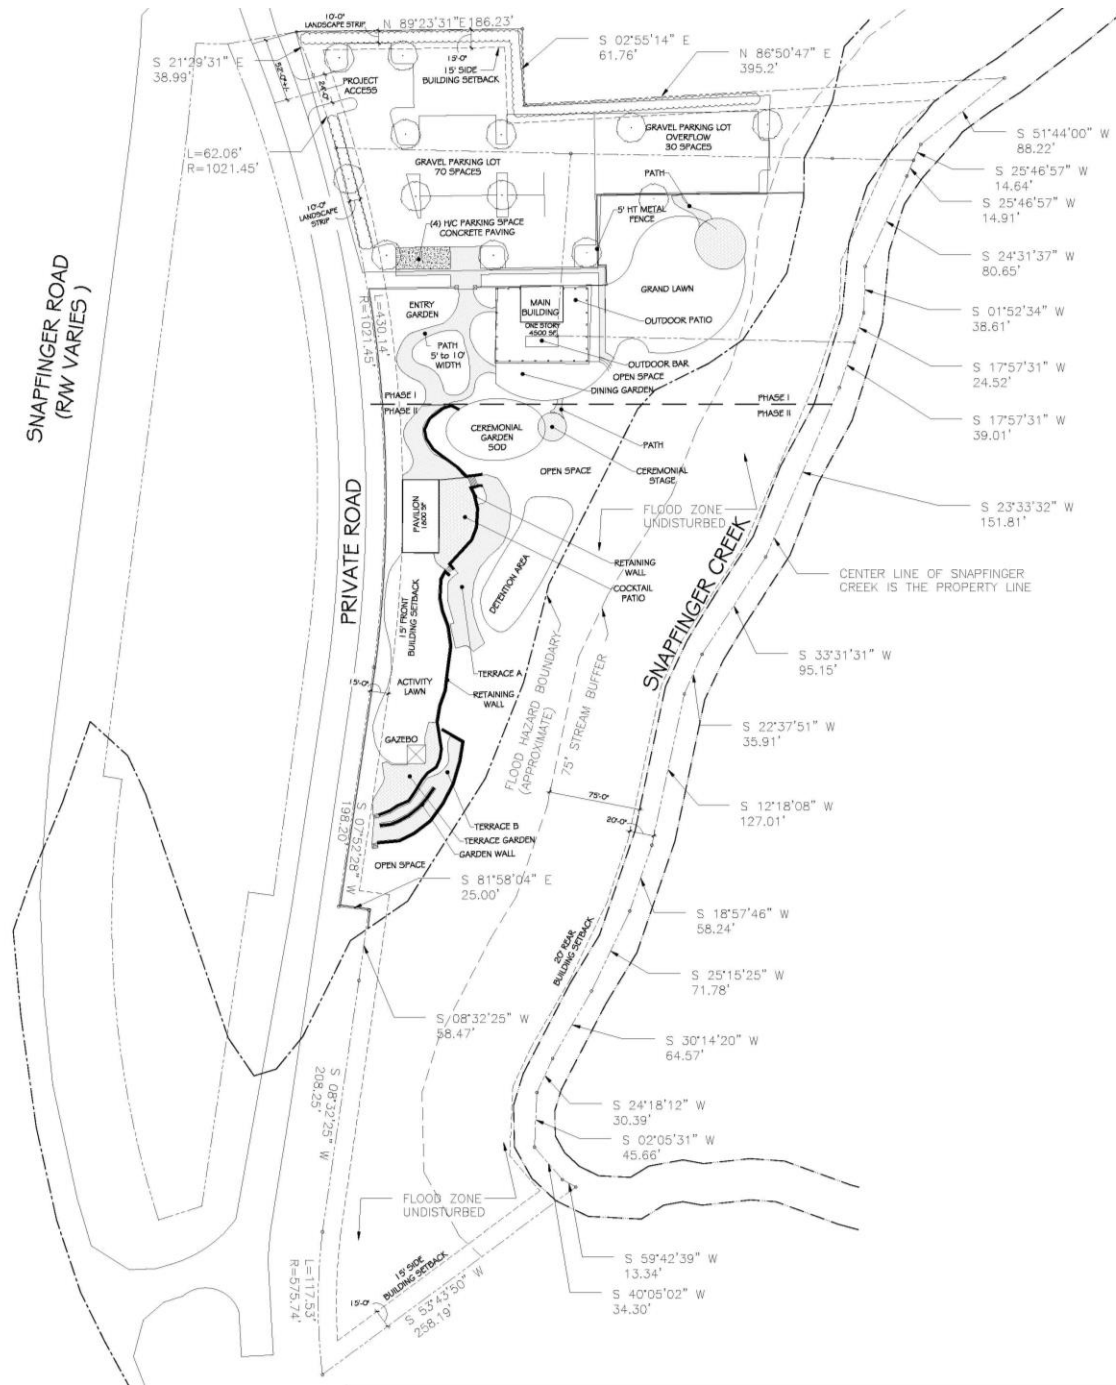 10'-0"
LANDSCAPE STRIP
N 89°23'31"E 186.23'
S 02°55'14" E
61.76'
N 86°50'47" E
395.2'
S 21°29'31" E
38.99'
15'-0"
15' SIDE
BUILDING SETBACK
PROJECT
ACCESS
24'-0"
L=62.06'
R=1021.45'
GRAVEL PARKING LOT
OVERFLOW
30 SPACES
S 51°44'00" W
88.22'
GRAVEL PARKING LOT
70 SPACES
PATH
S 25°46'57" W
14.64'
S 25°46'57" W
14.91'
10'-0"
LANDSCAPE
STRIP
(4) H/C PARKING SPACE
CONCRETE PAVING
5' HT METAL
FENCE
S 24°31'37" W
80.65'
SNAPFINGER ROAD
(R/W VARIES )
L=430.14'
R=1021.45'
ENTRY
GARDEN
MAIN
BUILDING
ONE STORY
4500 SF
GRAND LAWN
OUTDOOR PATIO
S 01°52'34" W
38.61'
PATH
5' to 10'
WIDTH
OUTDOOR BAR
OPEN SPACE
DINING GARDEN
S 17°57'31" W
24.52'
PHASE I
PHASE II
PHASE I
PHASE II
S 17°57'31" W
39.01'
CEREMONIAL
GARDEN
SOD
PATH
OPEN SPACE
CEREMONIAL
STAGE
PRIVATE ROAD
PAVILION
1800 SF
FLOOD ZONE
UNDISTURBED
S 23°33'32" W
151.81'
SNAPFINGER CREEK
RETAINING
WALL
COCKTAIL
PATIO
DETENTION AREA
CENTER LINE OF SNAPFINGER
CREEK IS THE PROPERTY LINE
15' FRONT
BUILDING SETBACK
S 33°31'31" W
95.15'
15'-0"
ACTIVITY
LAWN
TERRACE A
RETAINING
WALL
FLOOD HAZARD BOUNDARY
(APPROXIMATE)
75' STREAM BUFFER
S 22°37'51" W
35.91'
GAZEBO
75'-0"
20'-0"
S 12°18'08" W
127.01'
S 07°52'28" W
198.20'
TERRACE B
TERRACE GARDEN
GARDEN WALL
OPEN SPACE
S 81°58'04" E
25.00'
S 18°57'46" W
58.24'
20' REAR
BUILDING SETBACK
S 25°15'25" W
71.78'
S 08°32'25" W
58.47'
S 30°14'20" W
64.57'
S 08°32'25" W
208.25'
S 24°18'12" W
30.39'
S 02°05'31" W
45.66'
FLOOD ZONE
UNDISTURBED
S 59°42'39" W
13.34'
S 40°05'02" W
34.30'
L=117.53'
R=575.74'
15' SIDE
BUILDING SETBACK
15'-0"
S 53°43'50" W
258.19'